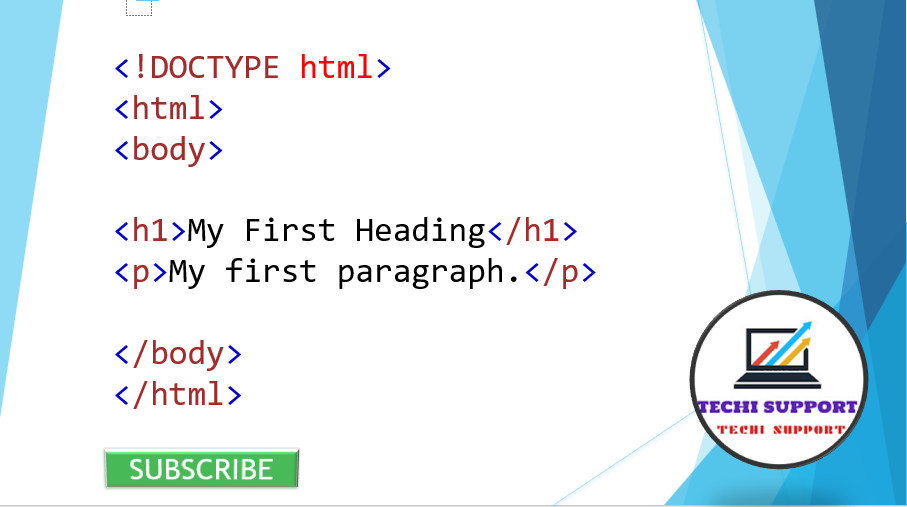 <!DOCTYPE html>
<html>
<body>
<h1>My First Heading</h1>
<p>My first paragraph.</p>
</body>
</html>
TECHI SUPPORT
TECHI SUPPORT
SUBSCRIBE